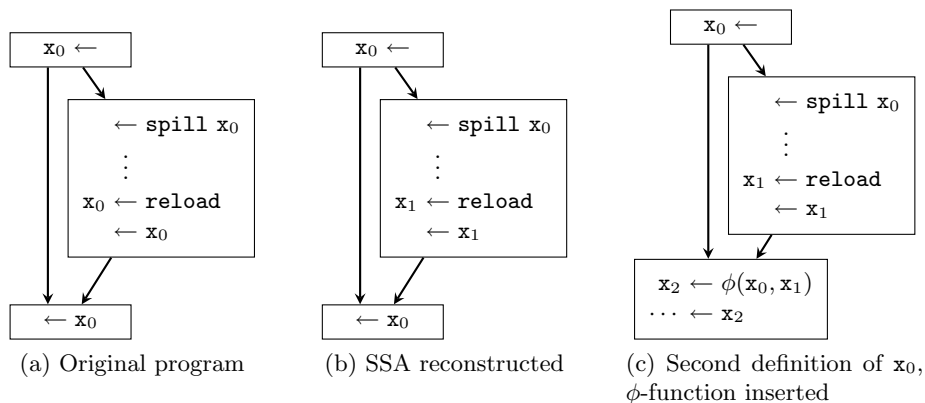 x₀ ←
← spill x₀
⋮
x₀ ← reload
← x₀
← x₀
(a) Original program
x₀ ←
← spill x₀
⋮
x₁ ← reload
← x₁
← x₀
(b) SSA reconstructed
x₀ ←
← spill x₀
⋮
x₁ ← reload
← x₁
x₂ ← ϕ(x₀, x₁)
⋯ ← x₂
(c) Second definition of x₀,
ϕ-function inserted